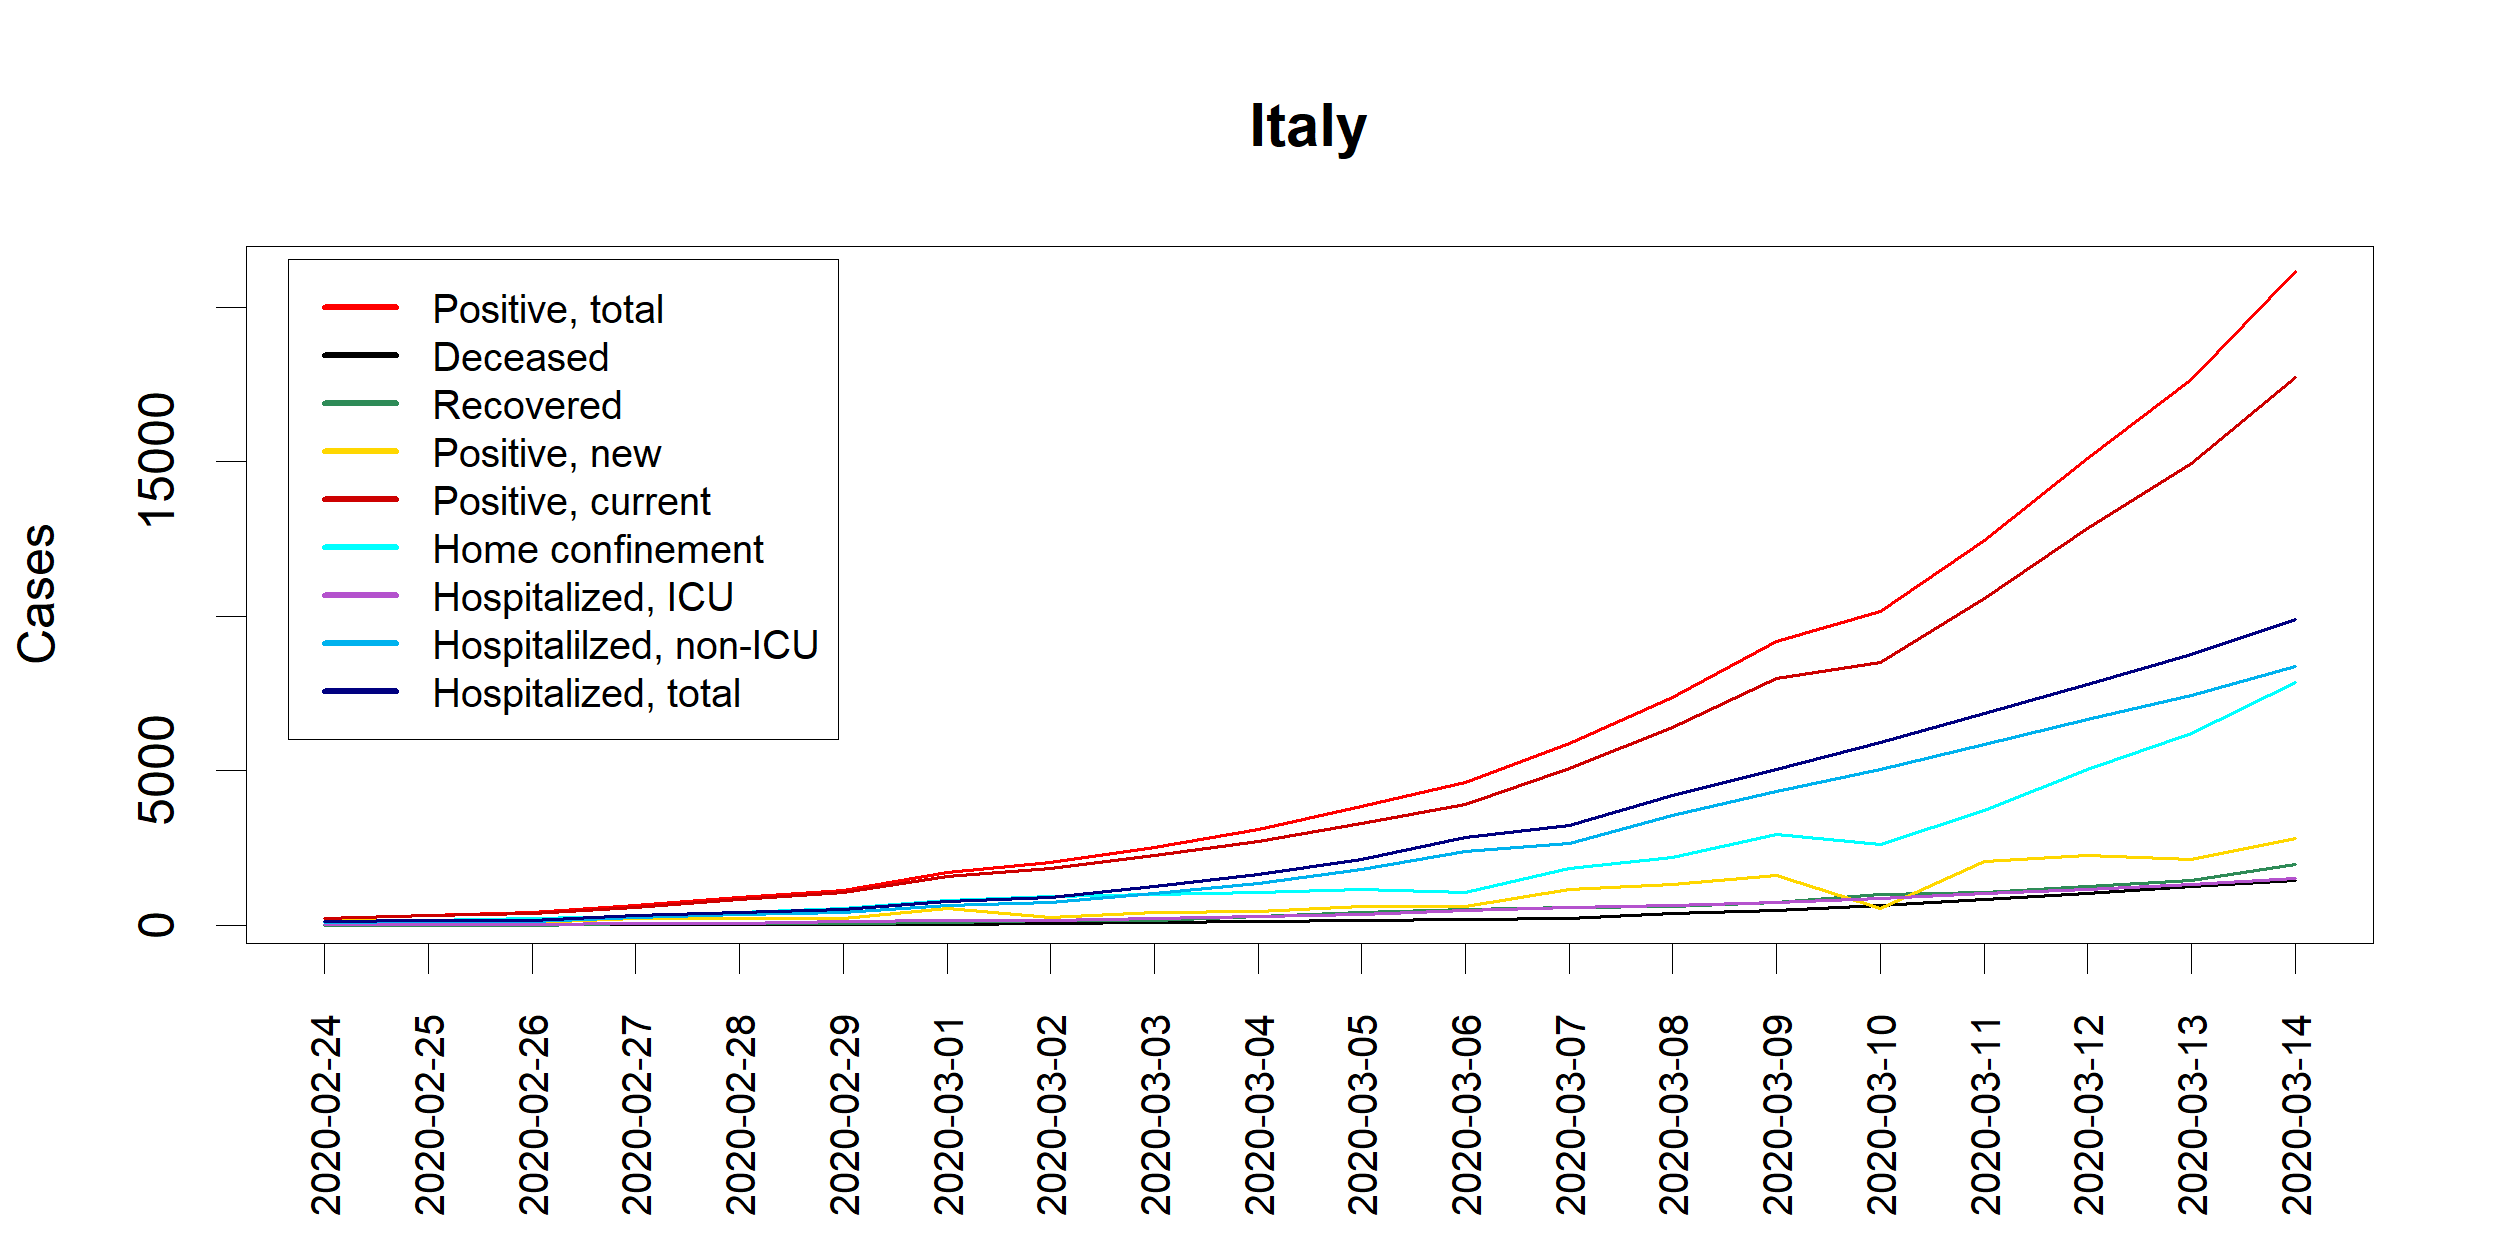 Italy
Cases
15000
5000
0
Positive, total
Deceased
Recovered
Positive, new
Positive, current
Home confinement
Hospitalized, ICU
Hospitalilzed, non-ICU
Hospitalized, total
2020-02-24
2020-02-25
2020-02-26
2020-02-27
2020-02-28
2020-02-29
2020-03-01
2020-03-02
2020-03-03
2020-03-04
2020-03-05
2020-03-06
2020-03-07
2020-03-08
2020-03-09
2020-03-10
2020-03-11
2020-03-12
2020-03-13
2020-03-14